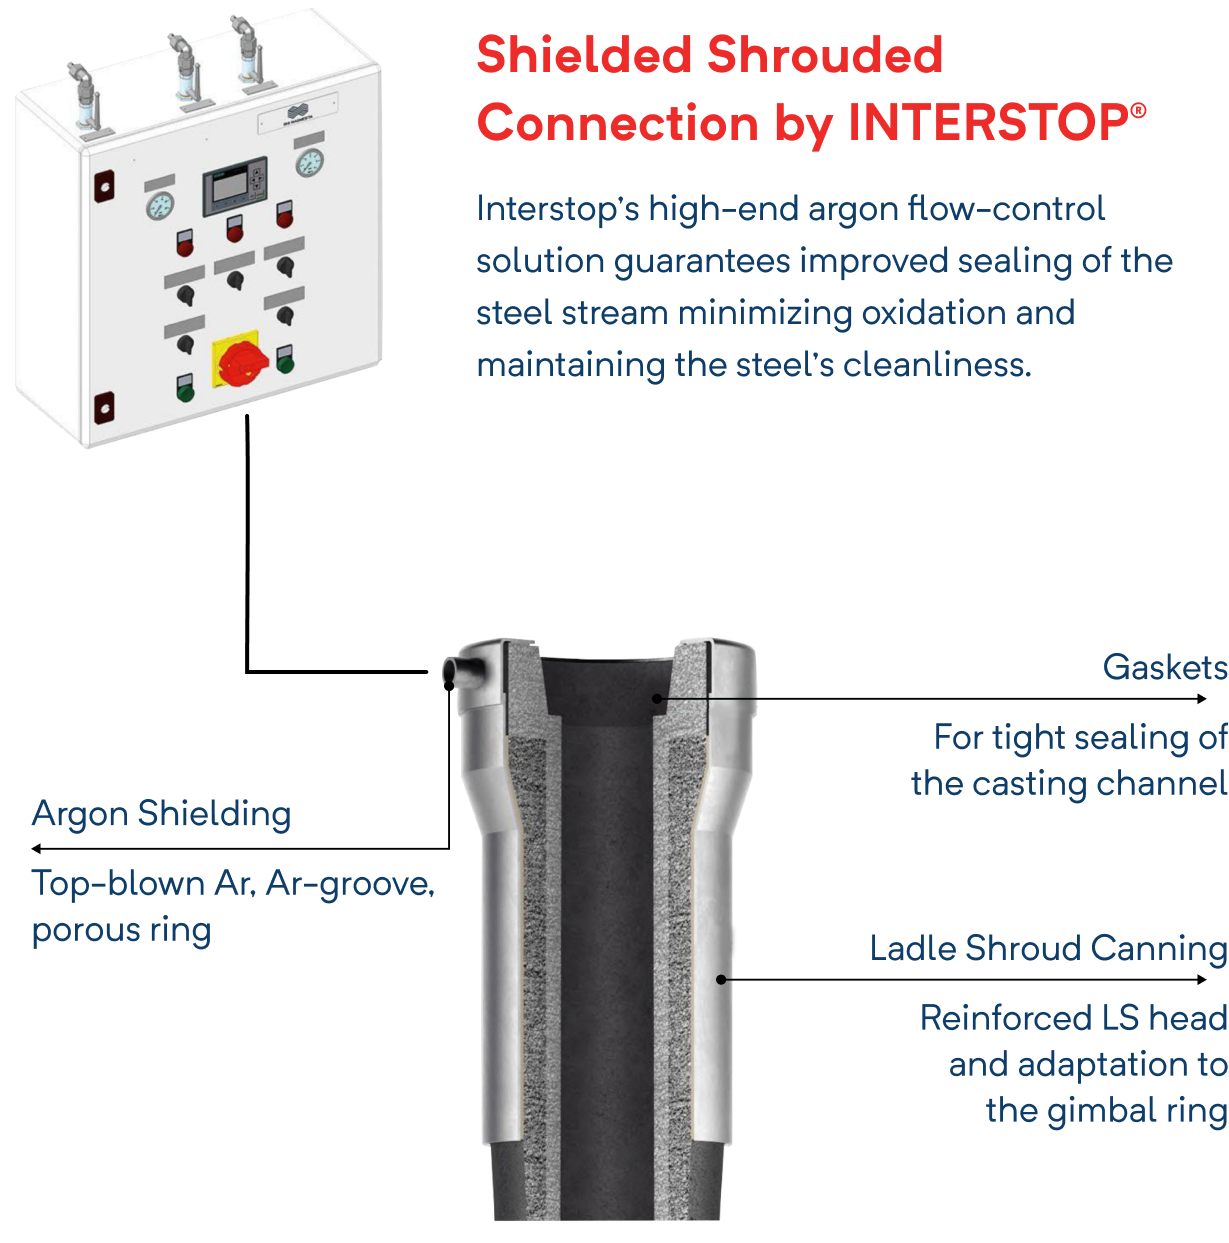 Shielded Shrouded
Connection by INTERSTOP®
Interstop's high-end argon flow-control
solution guarantees improved sealing of the
steel stream minimizing oxidation and
maintaining the steel's cleanliness.
Gaskets
For tight sealing of
the casting channel
Argon Shielding
Top-blown Ar, Ar-groove,
porous ring
Ladle Shroud Canning
Reinforced LS head
and adaptation to
the gimbal ring